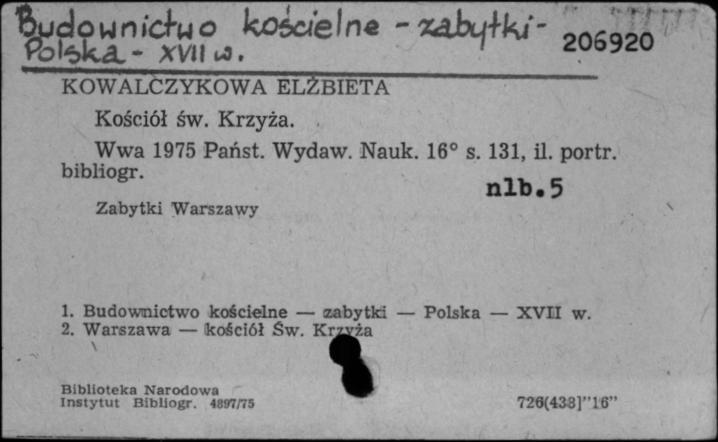 Budownictwo kościelne - zabytki -
Polska - XVII w.
206920
KOWALCZYKOWA ELŻBIETA
Kościół św. Krzyża.
Wwa 1975 Państ. Wydaw. Nauk. 16° s. 131, il. portr.
bibliogr.
nlb.5
Zabytki Warszawy
1. Budownictwo kościelne — zabytki — Polska — XVII w.
2. Warszawa — kościół Św. Krzyża
Biblioteka Narodowa
Instytut Bibliogr. 4897/75
726(438]"16"